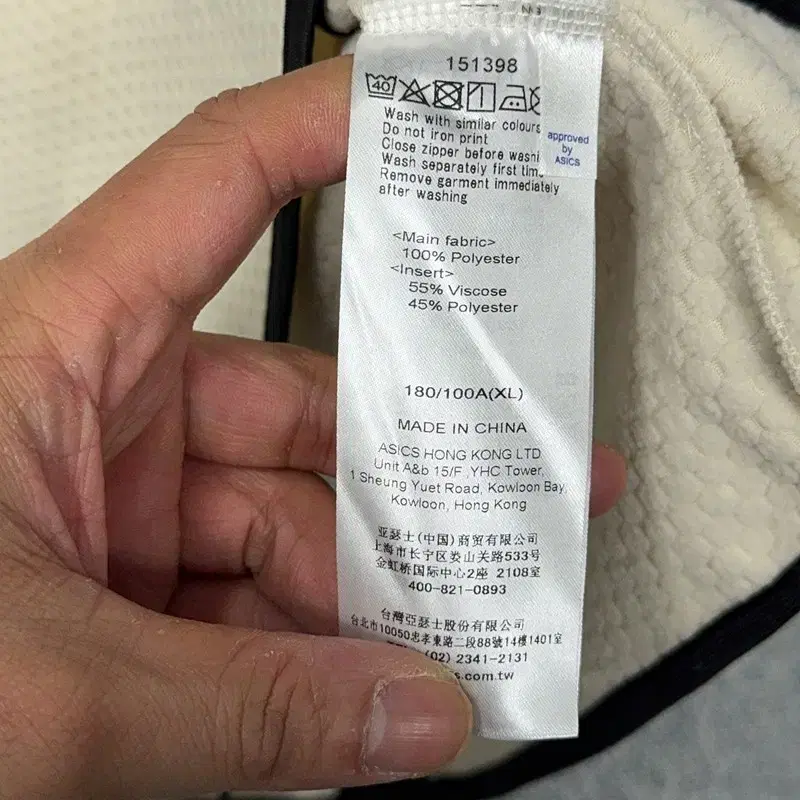 151398
40
Wash with similar colours
Do not iron print
Close zipper before washi
Wash separately first tim
Remove garment immediately
after washing
approved
by
ASICS
<Main fabric>
100% Polyester
<Insert>
55% Viscose
45% Polyester
180/100A(XL)
MADE IN CHINA
ASICS HONG KONG LTD
Unit A&b 15/F ,YHC Tower,
1 Sheung Yuet Road, Kowloon Bay,
Kowloon, Hong Kong
亚瑟士(中国)商贸有限公司
上海市长宁区娄山关路533号
金虹桥国际中心2座 2108室
400-821-0893
台灣亞瑟士股份有限公司
台北市10050忠孝東路二段88號14樓1401室
(02) 2341-2131
s.com.tw